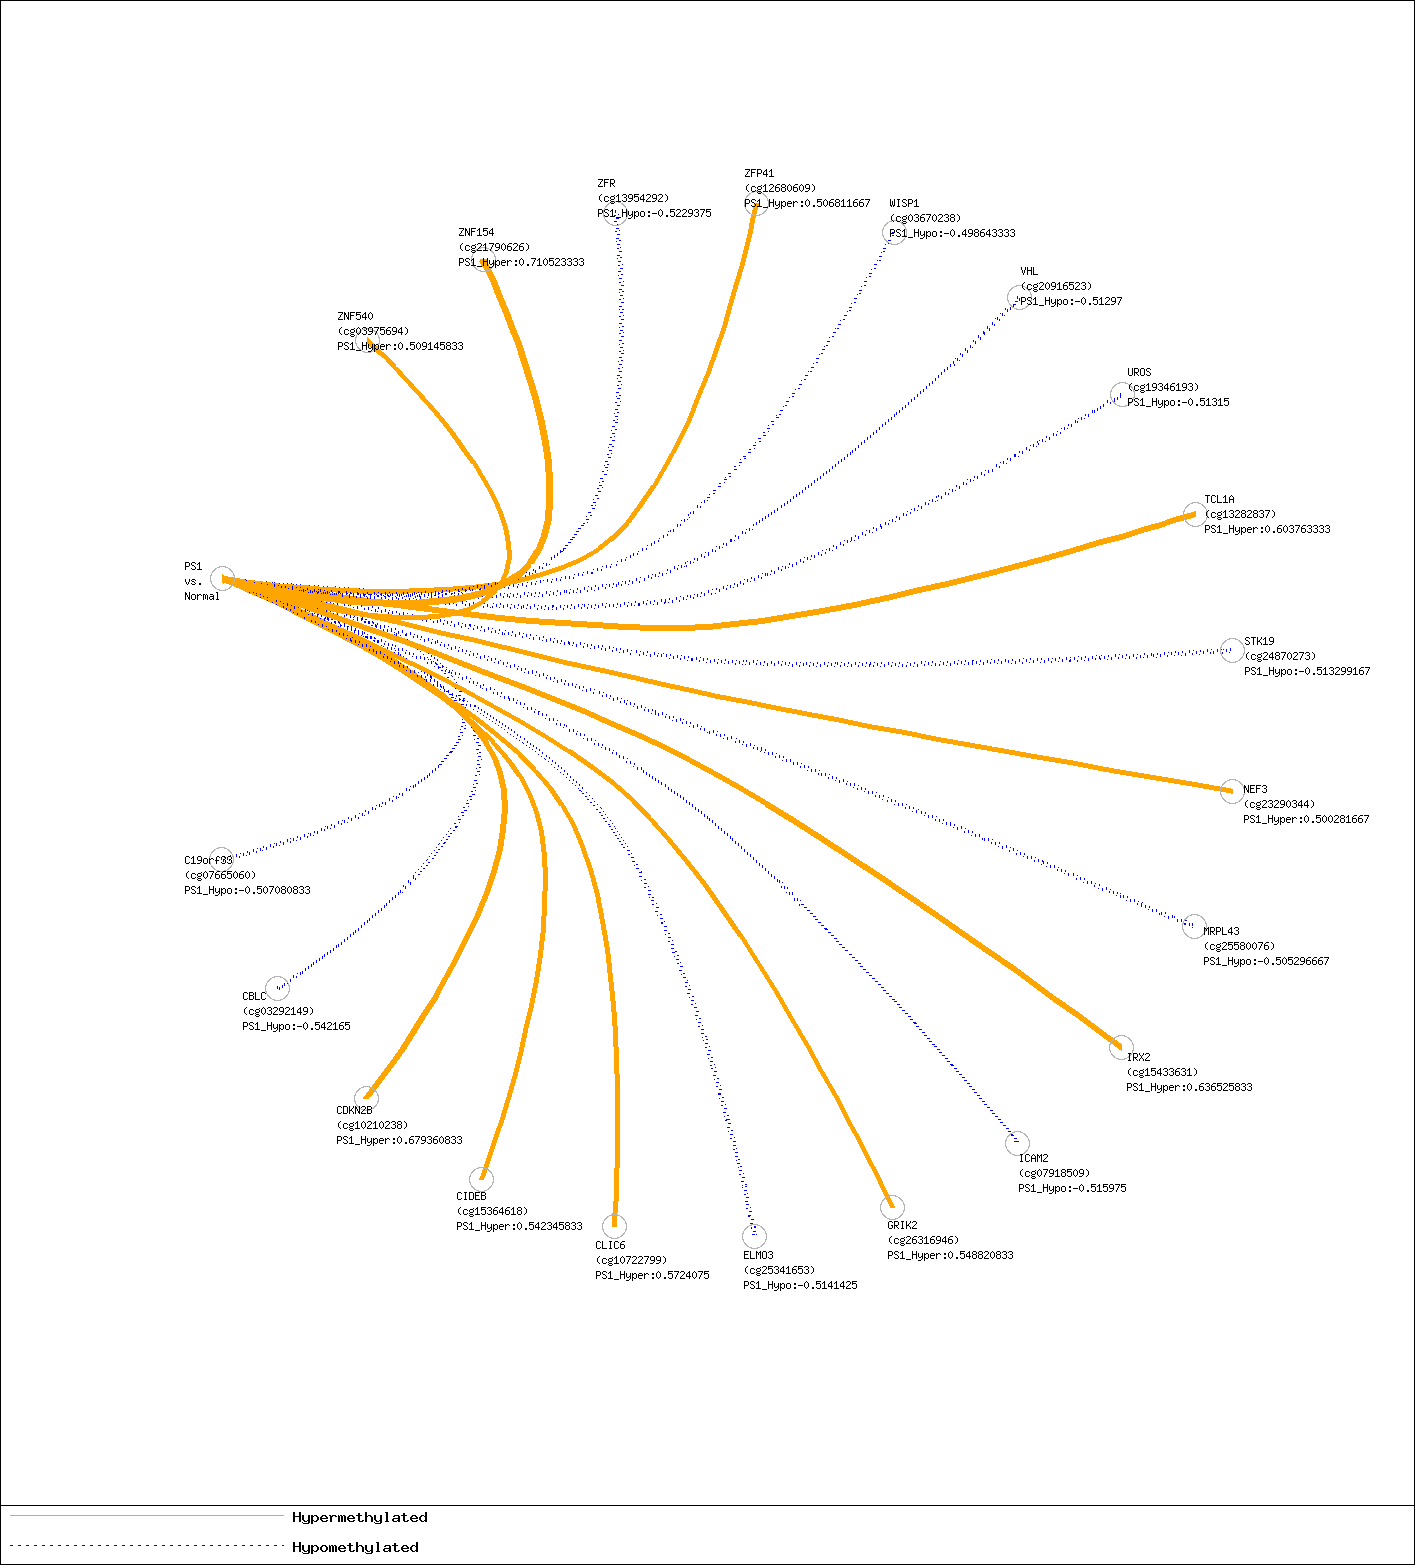 ZFP41
(cg12680609)
PS1_Hyper:0.506811667
ZFR
(cg13954292)
PS1_Hypo:-0.5229375
WISP1
(cg03670238)
PS1_Hypo:-0.498643333
ZNF154
(cg21790626)
PS1_Hyper:0.710523333
VHL
(cg20916523)
PS1_Hypo:-0.51297
ZNF540
(cg03975694)
PS1_Hyper:0.509145833
UROS
(cg19346193)
PS1_Hypo:-0.51315
TCL1A
(cg13282837)
PS1_Hyper:0.603763333
PS1
vs.
Normal
STK19
(cg24870273)
PS1_Hypo:-0.513299167
NEF3
(cg23290344)
PS1_Hyper:0.500281667
C19orf33
(cg07665060)
PS1_Hypo:-0.507080833
MRPL43
(cg25580076)
PS1_Hypo:-0.505296667
CBLC
(cg03292149)
PS1_Hypo:-0.542165
IRX2
(cg15433631)
PS1_Hyper:0.636525833
CDKN2B
(cg10210238)
PS1_Hyper:0.679360833
ICAM2
(cg07918509)
PS1_Hypo:-0.515975
CIDEB
(cg15364618)
PS1_Hyper:0.542345833
GRIK2
(cg26316946)
PS1_Hyper:0.548820833
CLIC6
(cg10722799)
PS1_Hyper:0.5724075
ELMO3
(cg25341653)
PS1_Hypo:-0.5141425
Hypermethylated
Hypomethylated